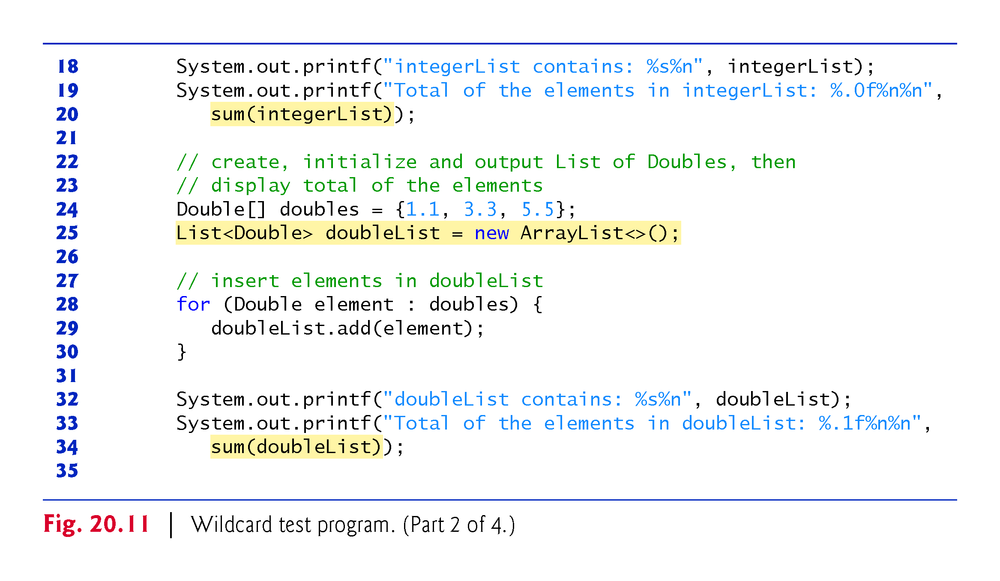 18 System.out.printf("integerList contains: %s%n", integerList);
19 System.out.printf("Total of the elements in integerList: %.0f%n%n",
20 sum(integerList));
21
22 // create, initialize and output List of Doubles, then
23 // display total of the elements
24 Double[] doubles = {1.1, 3.3, 5.5};
25 List<Double> doubleList = new ArrayList<>();
26
27 // insert elements in doubleList
28 for (Double element : doubles) {
29 doubleList.add(element);
30 }
31
32 System.out.printf("doubleList contains: %s%n", doubleList);
33 System.out.printf("Total of the elements in doubleList: %.1f%n%n",
34 sum(doubleList));
35
Fig. 20.11 | Wildcard test program. (Part 2 of 4.)